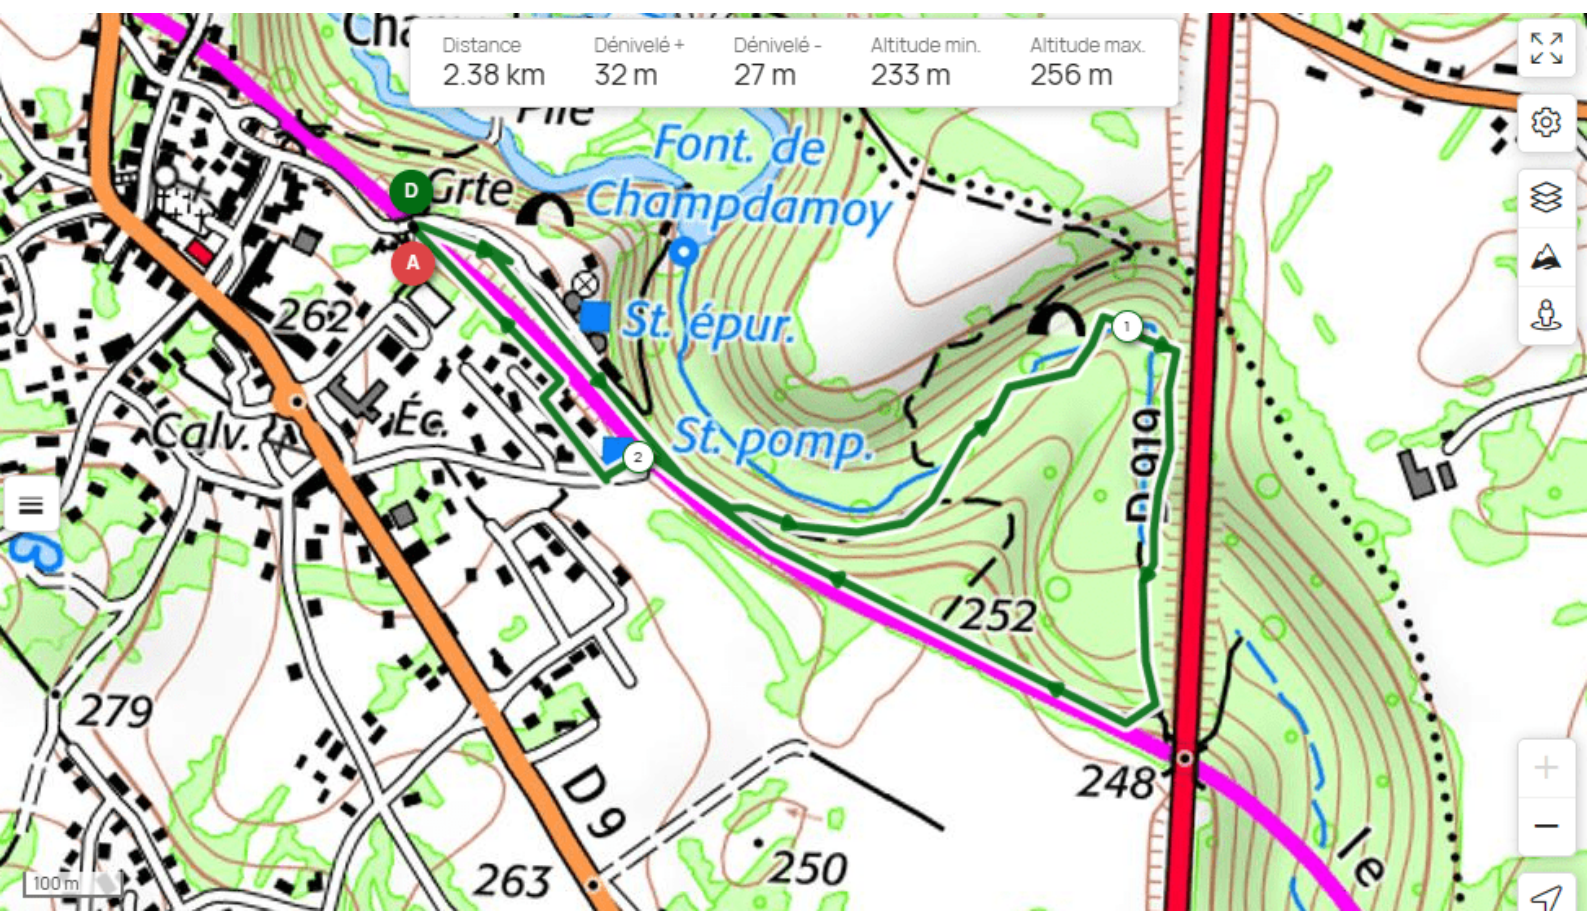 Distance
2.38 km
Dénivelé +
32 m
Dénivelé -
27 m
Altitude min.
233 m
Altitude max.
256 m
Font. de
Champdamoy
D
Grte
A
262
St. épur.
1
Éc.
Calv.
St. pomp.
2
252
279
248
D 9
250
263
le
100 m